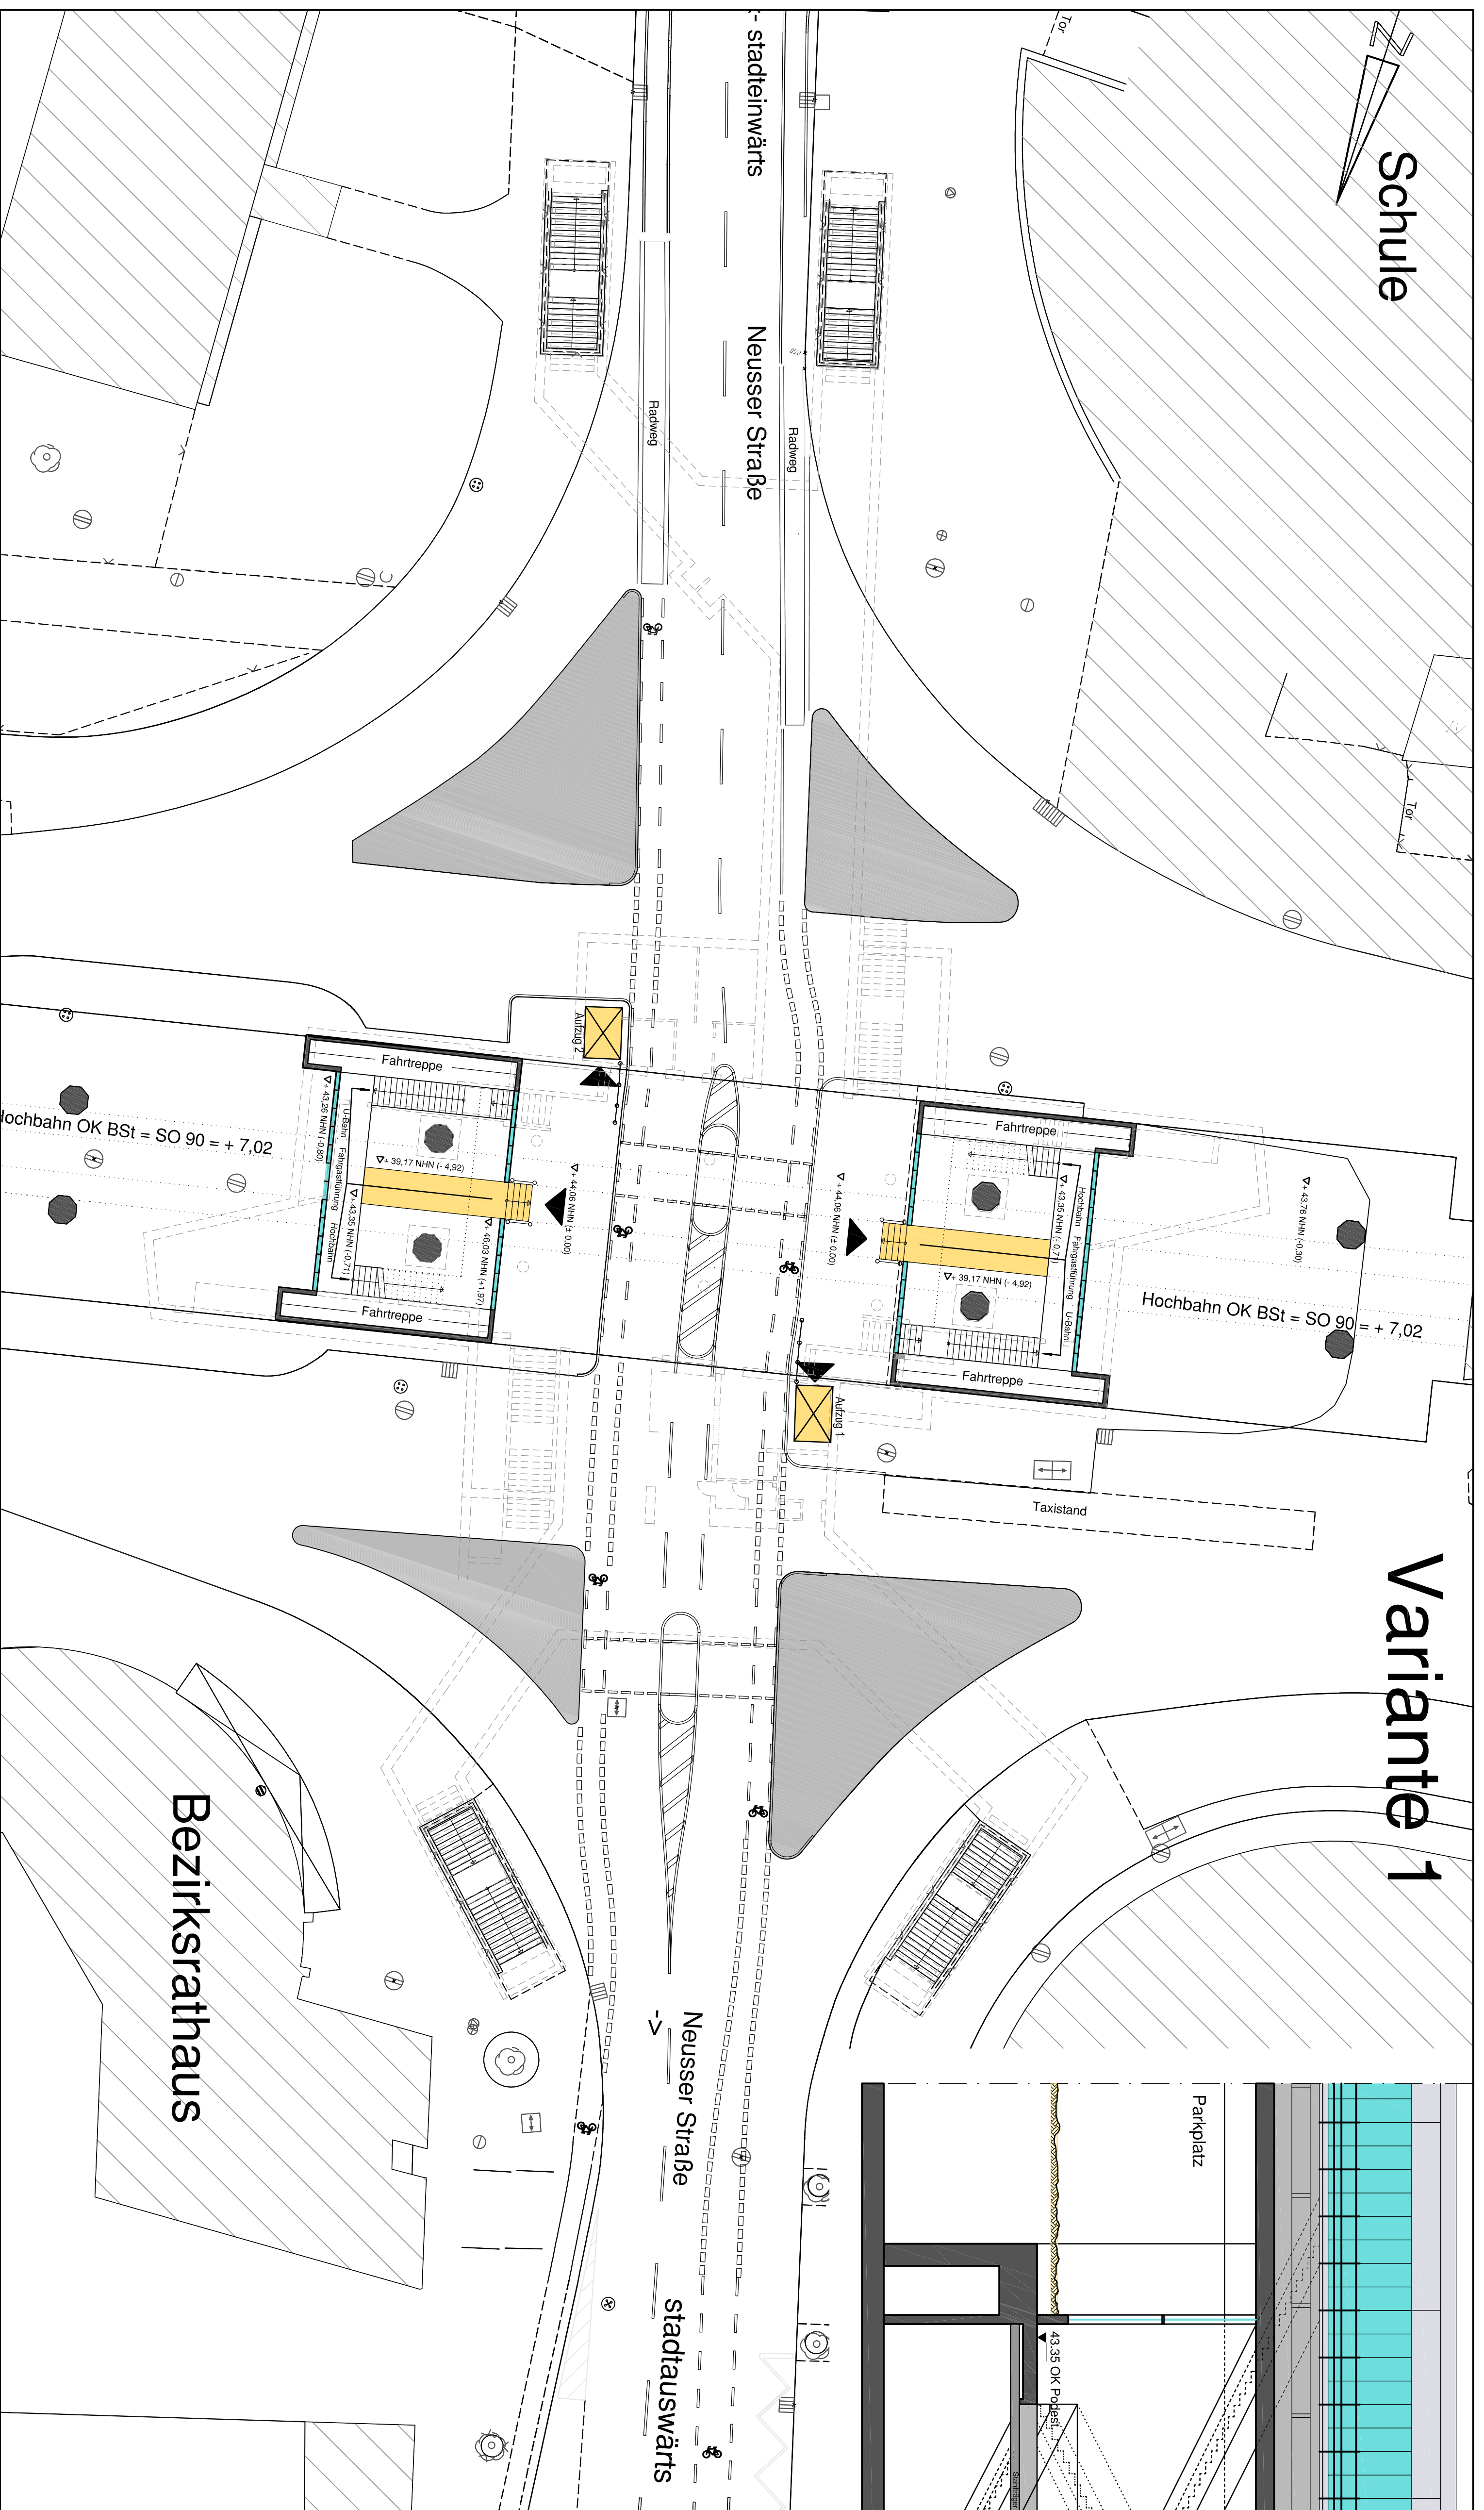 Variante 1
Schule
N
Tor
Tor
<- stadteinwärts
Neusser Straße
Radweg
Radweg
Aufzug 2
Fahrtreppe
Fahrtreppe
Hochbahn OK BSt = SO 90 = + 7,02
+ 43,26 NHN (-0.80)
U-Bahn Fahrgastführung Hochbahn
+ 43,35 NHN (-0,71)
+ 39,17 NHN (- 4,92)
+ 46,03 NHN (+1,97)
+ 44,06 NHN (± 0.00)
+ 44,06 NHN (± 0.00)
Fahrtreppe
Fahrtreppe
+ 39,17 NHN (- 4,92)
+ 43,35 NHN (- 0,71)
Hochbahn Fahrgastführung U-Bahn
+ 43,76 NHN (-0.30)
Hochbahn OK BSt = SO 90 = + 7,02
Aufzug 1
Taxistand
Bezirksrathaus
->
Neusser Straße
stadtauswärts
Parkplatz
43.35 OK Podest